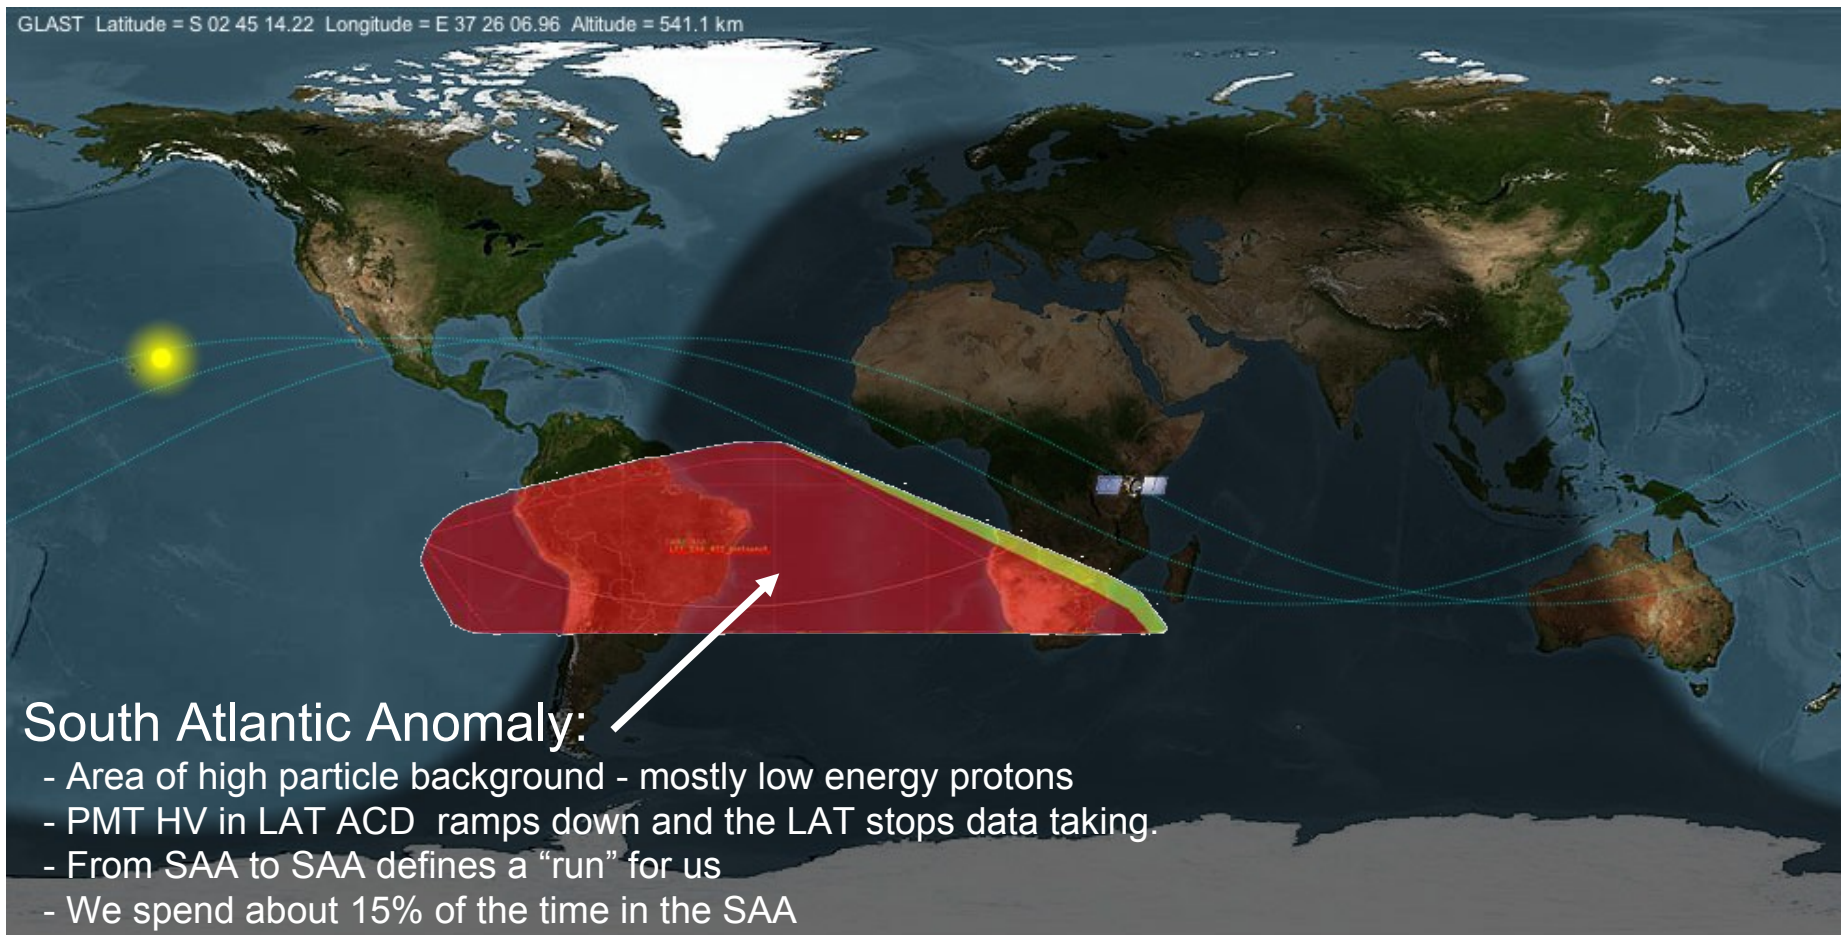 GLAST Latitude = S 02 45 14.22 Longitude = E 37 26 06.96 Altitude = 541.1 km
South Atlantic Anomaly:
- Area of high particle background - mostly low energy protons
- PMT HV in LAT ACD ramps down and the LAT stops data taking.
- From SAA to SAA defines a “run” for us
- We spend about 15% of the time in the SAA